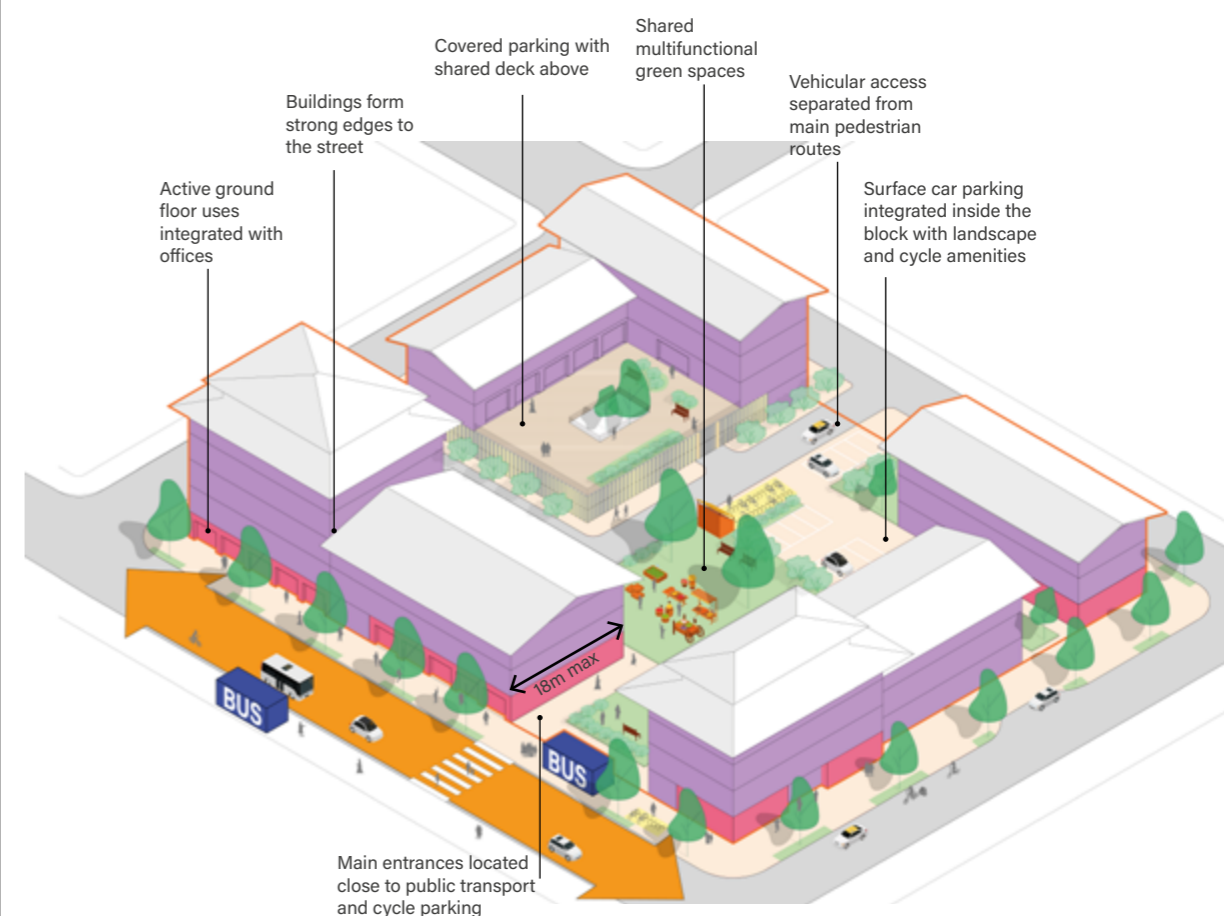 Shared
multifunctional
green spaces
Covered parking with
shared deck above
Vehicular access
separated from
main pedestrian
routes
Buildings form
strong edges to
the street
Active ground
floor uses
integrated with
offices
Surface car parking
integrated inside the
block with landscape
and cycle amenities
18m max
BUS
BUS
Main entrances located
close to public transport
and cycle parking